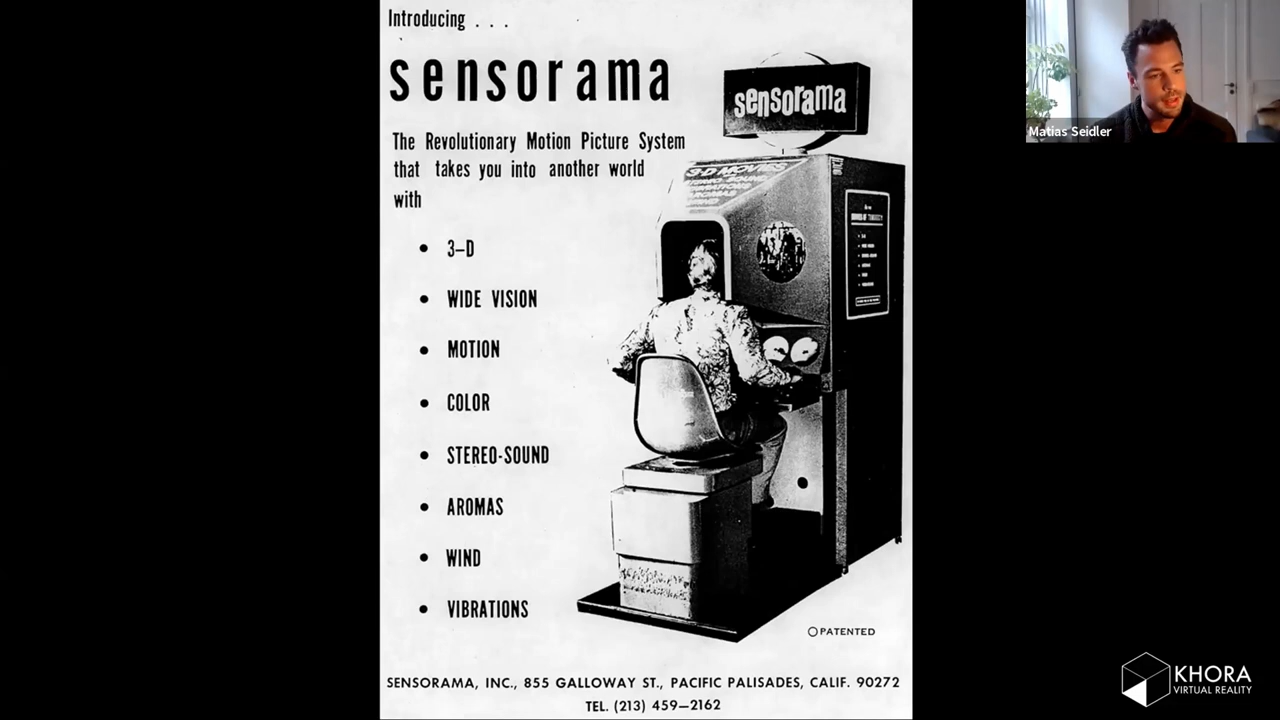 Introducing . . .
sensorama
The Revolutionary Motion Picture System
that takes you into another world
with
• 3-D
• WIDE VISION
• MOTION
• COLOR
• STEREO-SOUND
• AROMAS
• WIND
• VIBRATIONS
sensorama
3-D MOVIES
PATENTED
SENSORAMA, INC., 855 GALLOWAY ST., PACIFIC PALISADES, CALIF. 90272
TEL. (213) 459-2162
Matias Seidler
KHORA
VIRTUAL REALITY